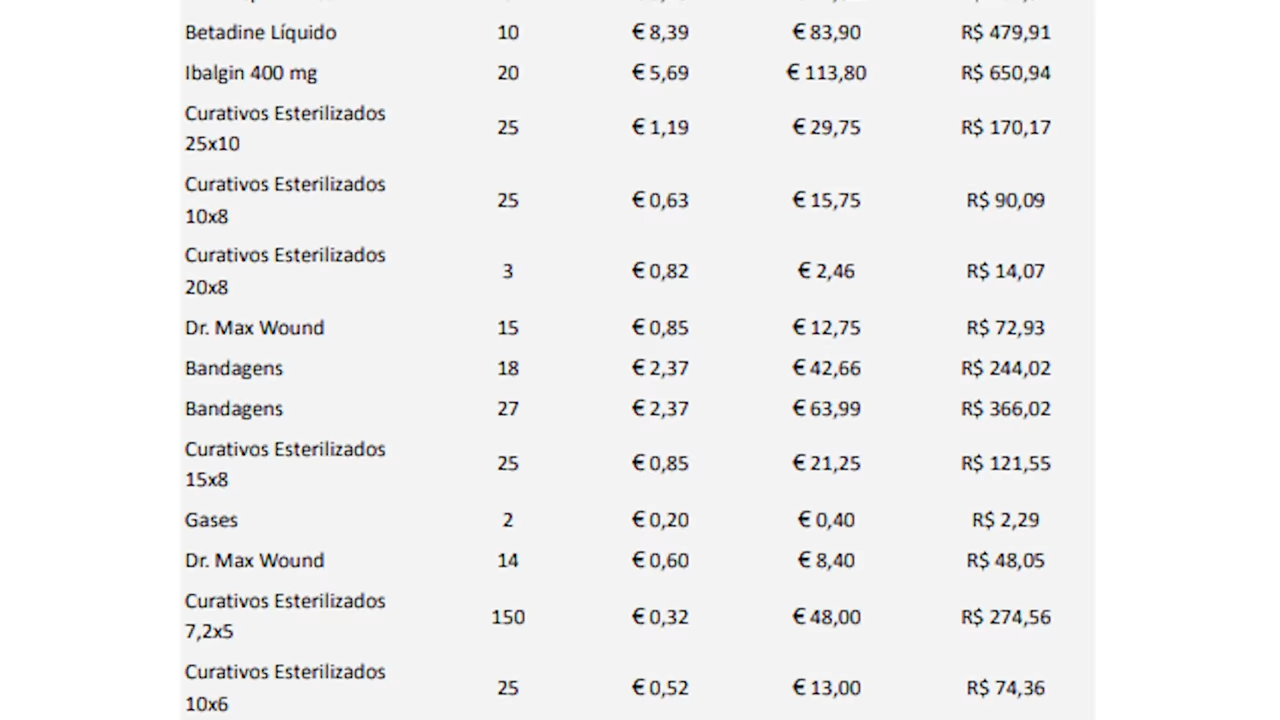 Betadine Líquido 10 € 8,39 € 83,90 R$ 479,91
Ibalgin 400 mg 20 € 5,69 € 113,80 R$ 650,94
Curativos Esterilizados
25x10 25 € 1,19 € 29,75 R$ 170,17
Curativos Esterilizados
10x8 25 € 0,63 € 15,75 R$ 90,09
Curativos Esterilizados
20x8 3 € 0,82 € 2,46 R$ 14,07
Dr. Max Wound 15 € 0,85 € 12,75 R$ 72,93
Bandagens 18 € 2,37 € 42,66 R$ 244,02
Bandagens 27 € 2,37 € 63,99 R$ 366,02
Curativos Esterilizados
15x8 25 € 0,85 € 21,25 R$ 121,55
Gases 2 € 0,20 € 0,40 R$ 2,29
Dr. Max Wound 14 € 0,60 € 8,40 R$ 48,05
Curativos Esterilizados
7,2x5 150 € 0,32 € 48,00 R$ 274,56
Curativos Esterilizados
10x6 25 € 0,52 € 13,00 R$ 74,36